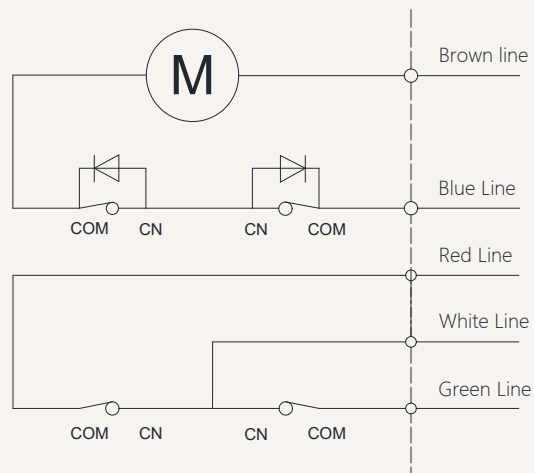 M
Brown line
Blue Line
COM CN CN COM
Red Line
White Line
Green Line
COM CN CN COM